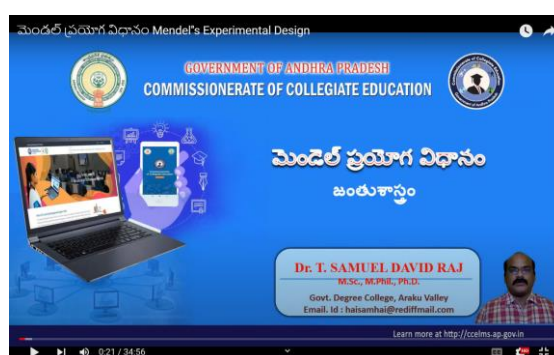 మెండెల్ ప్రయోగ విధానం Mendel"s Experimental Design
GOVERNMENT OF ANDHRA PRADESH
COMMISSIONERATE OF COLLEGIATE EDUCATION
మెండెల్ ప్రయోగ విధానం
జంతుశాస్త్రం
Dr. T. SAMUEL DAVID RAJ
M.Sc., M.Phil., Ph.D.
Govt. Degree College, Araku Valley
Email. Id : haisamhai@rediffmail.com
Learn more at http://ccelms.ap.gov.in
0:21 / 34:56